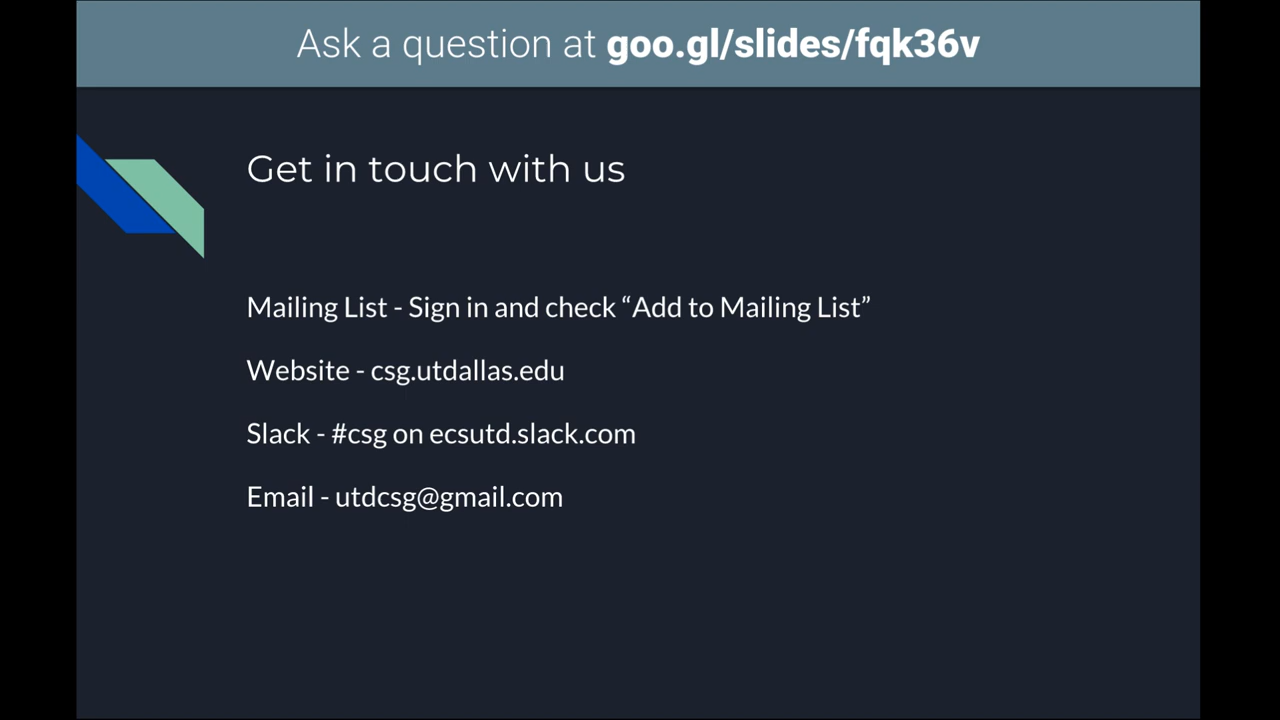 Ask a question at goo.gl/slides/fqk36v
Get in touch with us
Mailing List - Sign in and check “Add to Mailing List”
Website - csg.utdallas.edu
Slack - #csg on ecsutd.slack.com
Email - utdcsg@gmail.com